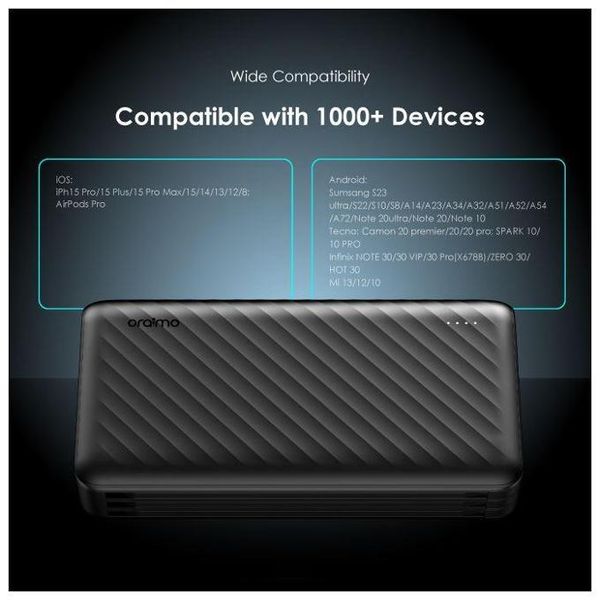 Wide Compatibility
Compatible with 1000+ Devices
iOS:
iPh15 Pro/15 Plus/15 Pro Max/15/14/13/12/8;
AirPods Pro
Android:
Sumsang S23
ultra/S22/S10/S8/A14/A23/A34/A32/A51/A52/A54
/A72/Note 20ultra/Note 20/Note 10
Tecna: Camon 20 premier/20/20 pro; SPARK 10/
10 PRO
Infinix NOTE 30/30 VIP/30 Pro(X678B)/ZERO 30/
HOT 30
MI 13/12/10
oraimo